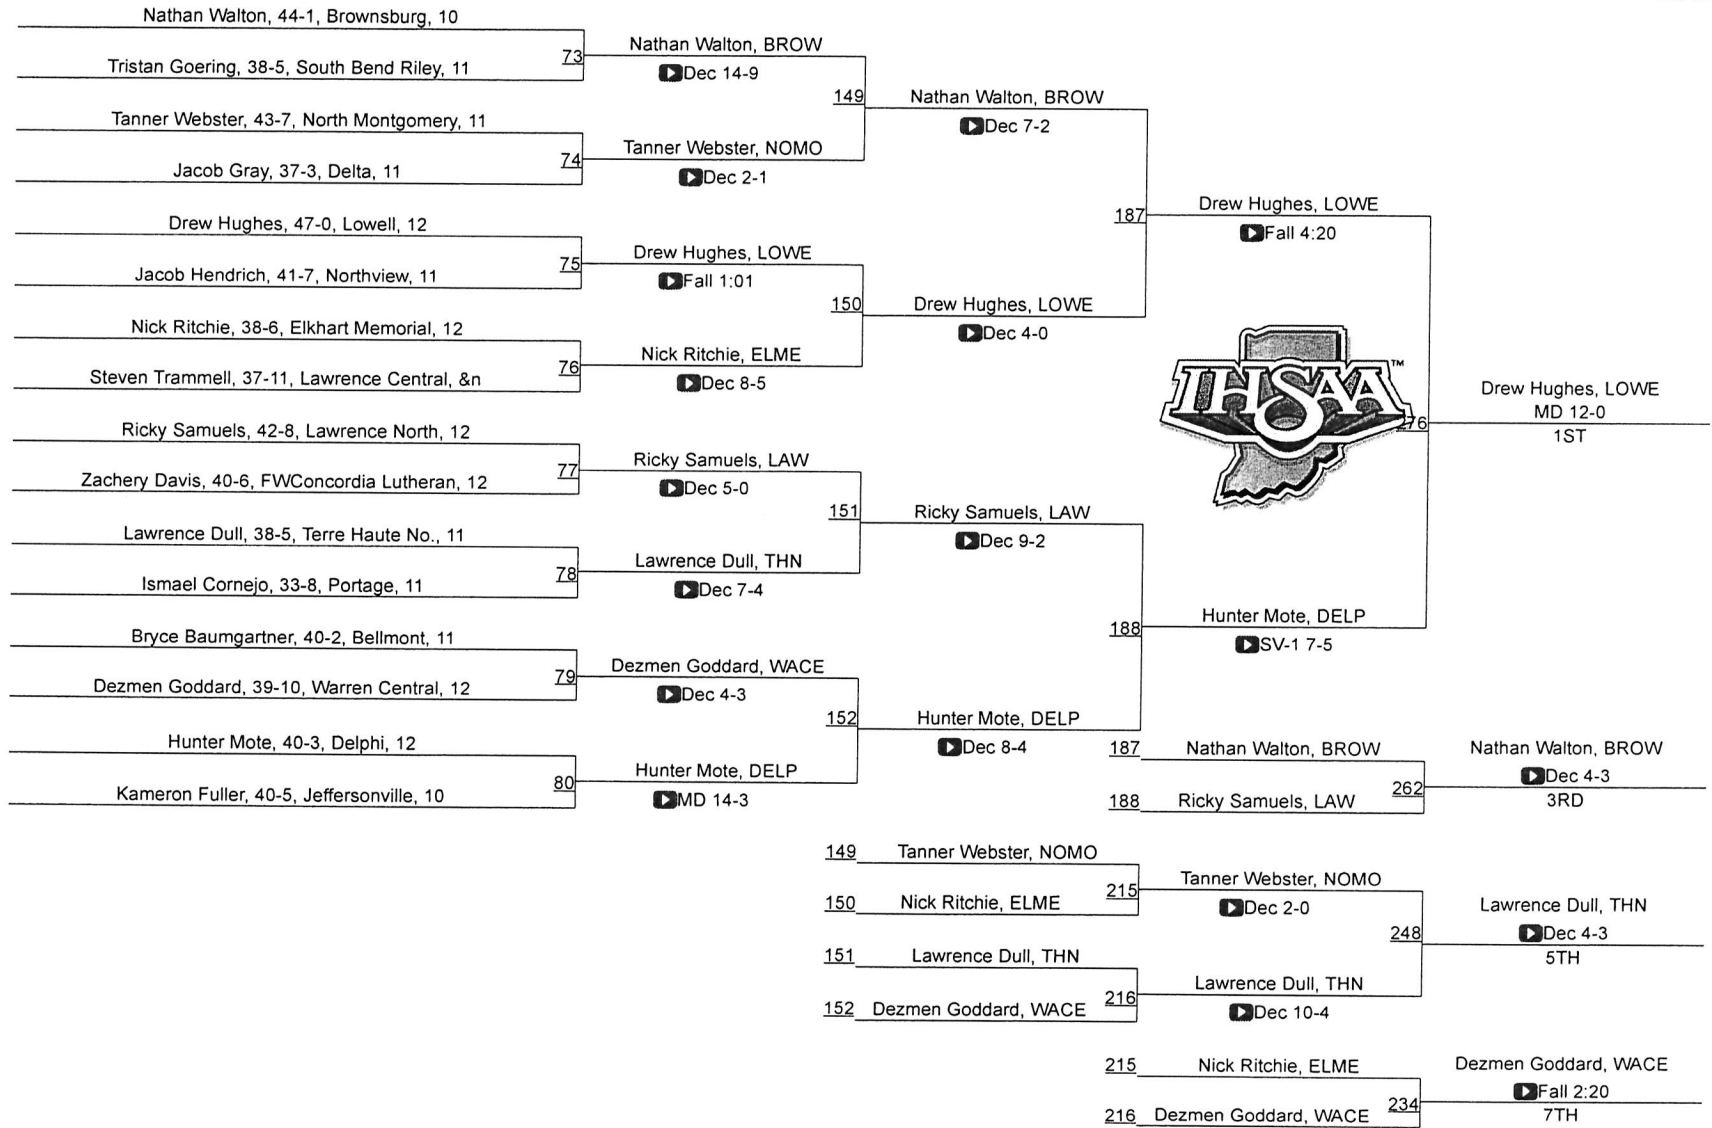 Nathan Walton, 44-1, Brownsburg, 10
Tristan Goering, 38-5, South Bend Riley, 11
Tanner Webster, 43-7, North Montgomery, 11
Jacob Gray, 37-3, Delta, 11
Drew Hughes, 47-0, Lowell, 12
Jacob Hendrich, 41-7, Northview, 11
Nick Ritchie, 38-6, Elkhart Memorial, 12
Steven Trammell, 37-11, Lawrence Central, &n
Ricky Samuels, 42-8, Lawrence North, 12
Zachery Davis, 40-6, FWConcordia Lutheran, 12
Lawrence Dull, 38-5, Terre Haute No., 11
Ismael Cornejo, 33-8, Portage, 11
Bryce Baumgartner, 40-2, Bellmont, 11
Dezmen Goddard, 39-10, Warren Central, 12
Hunter Mote, 40-3, Delphi, 12
Kameron Fuller, 40-5, Jeffersonville, 10
73
Nathan Walton, BROW
Dec 14-9
74
Tanner Webster, NOMO
Dec 2-1
75
Drew Hughes, LOWE
Fall 1:01
76
Nick Ritchie, ELME
Dec 8-5
77
Ricky Samuels, LAW
Dec 5-0
78
Lawrence Dull, THN
Dec 7-4
79
Dezmen Goddard, WACE
Dec 4-3
80
Hunter Mote, DELP
MD 14-3
149
Nathan Walton, BROW
Dec 7-2
150
Drew Hughes, LOWE
Dec 4-0
151
Ricky Samuels, LAW
Dec 9-2
152
Hunter Mote, DELP
Dec 8-4
187
Drew Hughes, LOWE
Fall 4:20
188
Hunter Mote, DELP
SV-1 7-5
IHSAA™
276
Drew Hughes, LOWE
MD 12-0
1ST
187 Nathan Walton, BROW
188 Ricky Samuels, LAW
262
Nathan Walton, BROW
Dec 4-3
3RD
149 Tanner Webster, NOMO
150 Nick Ritchie, ELME
151 Lawrence Dull, THN
152 Dezmen Goddard, WACE
215
Tanner Webster, NOMO
Dec 2-0
216
Lawrence Dull, THN
Dec 10-4
248
Lawrence Dull, THN
Dec 4-3
5TH
215 Nick Ritchie, ELME
216 Dezmen Goddard, WACE
234
Dezmen Goddard, WACE
Fall 2:20
7TH